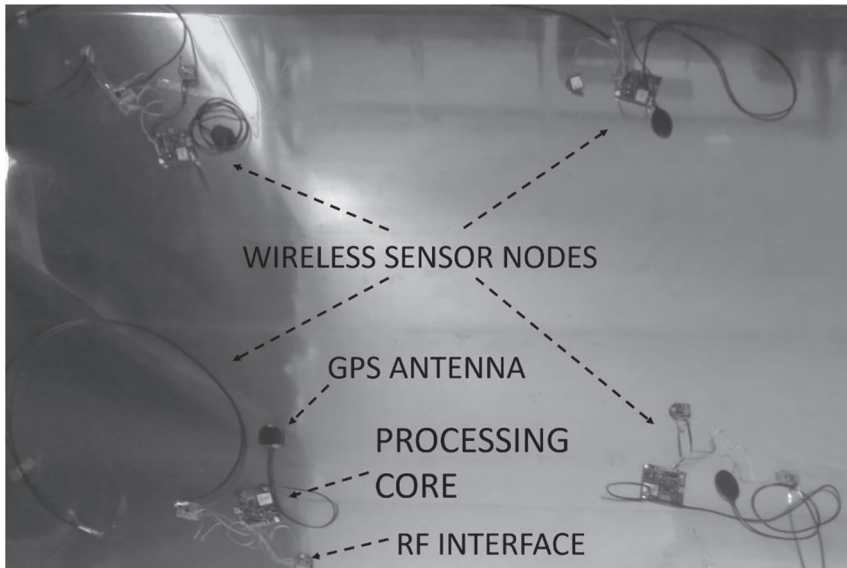 WIRELESS SENSOR NODES
GPS ANTENNA
PROCESSING
CORE
RF INTERFACE